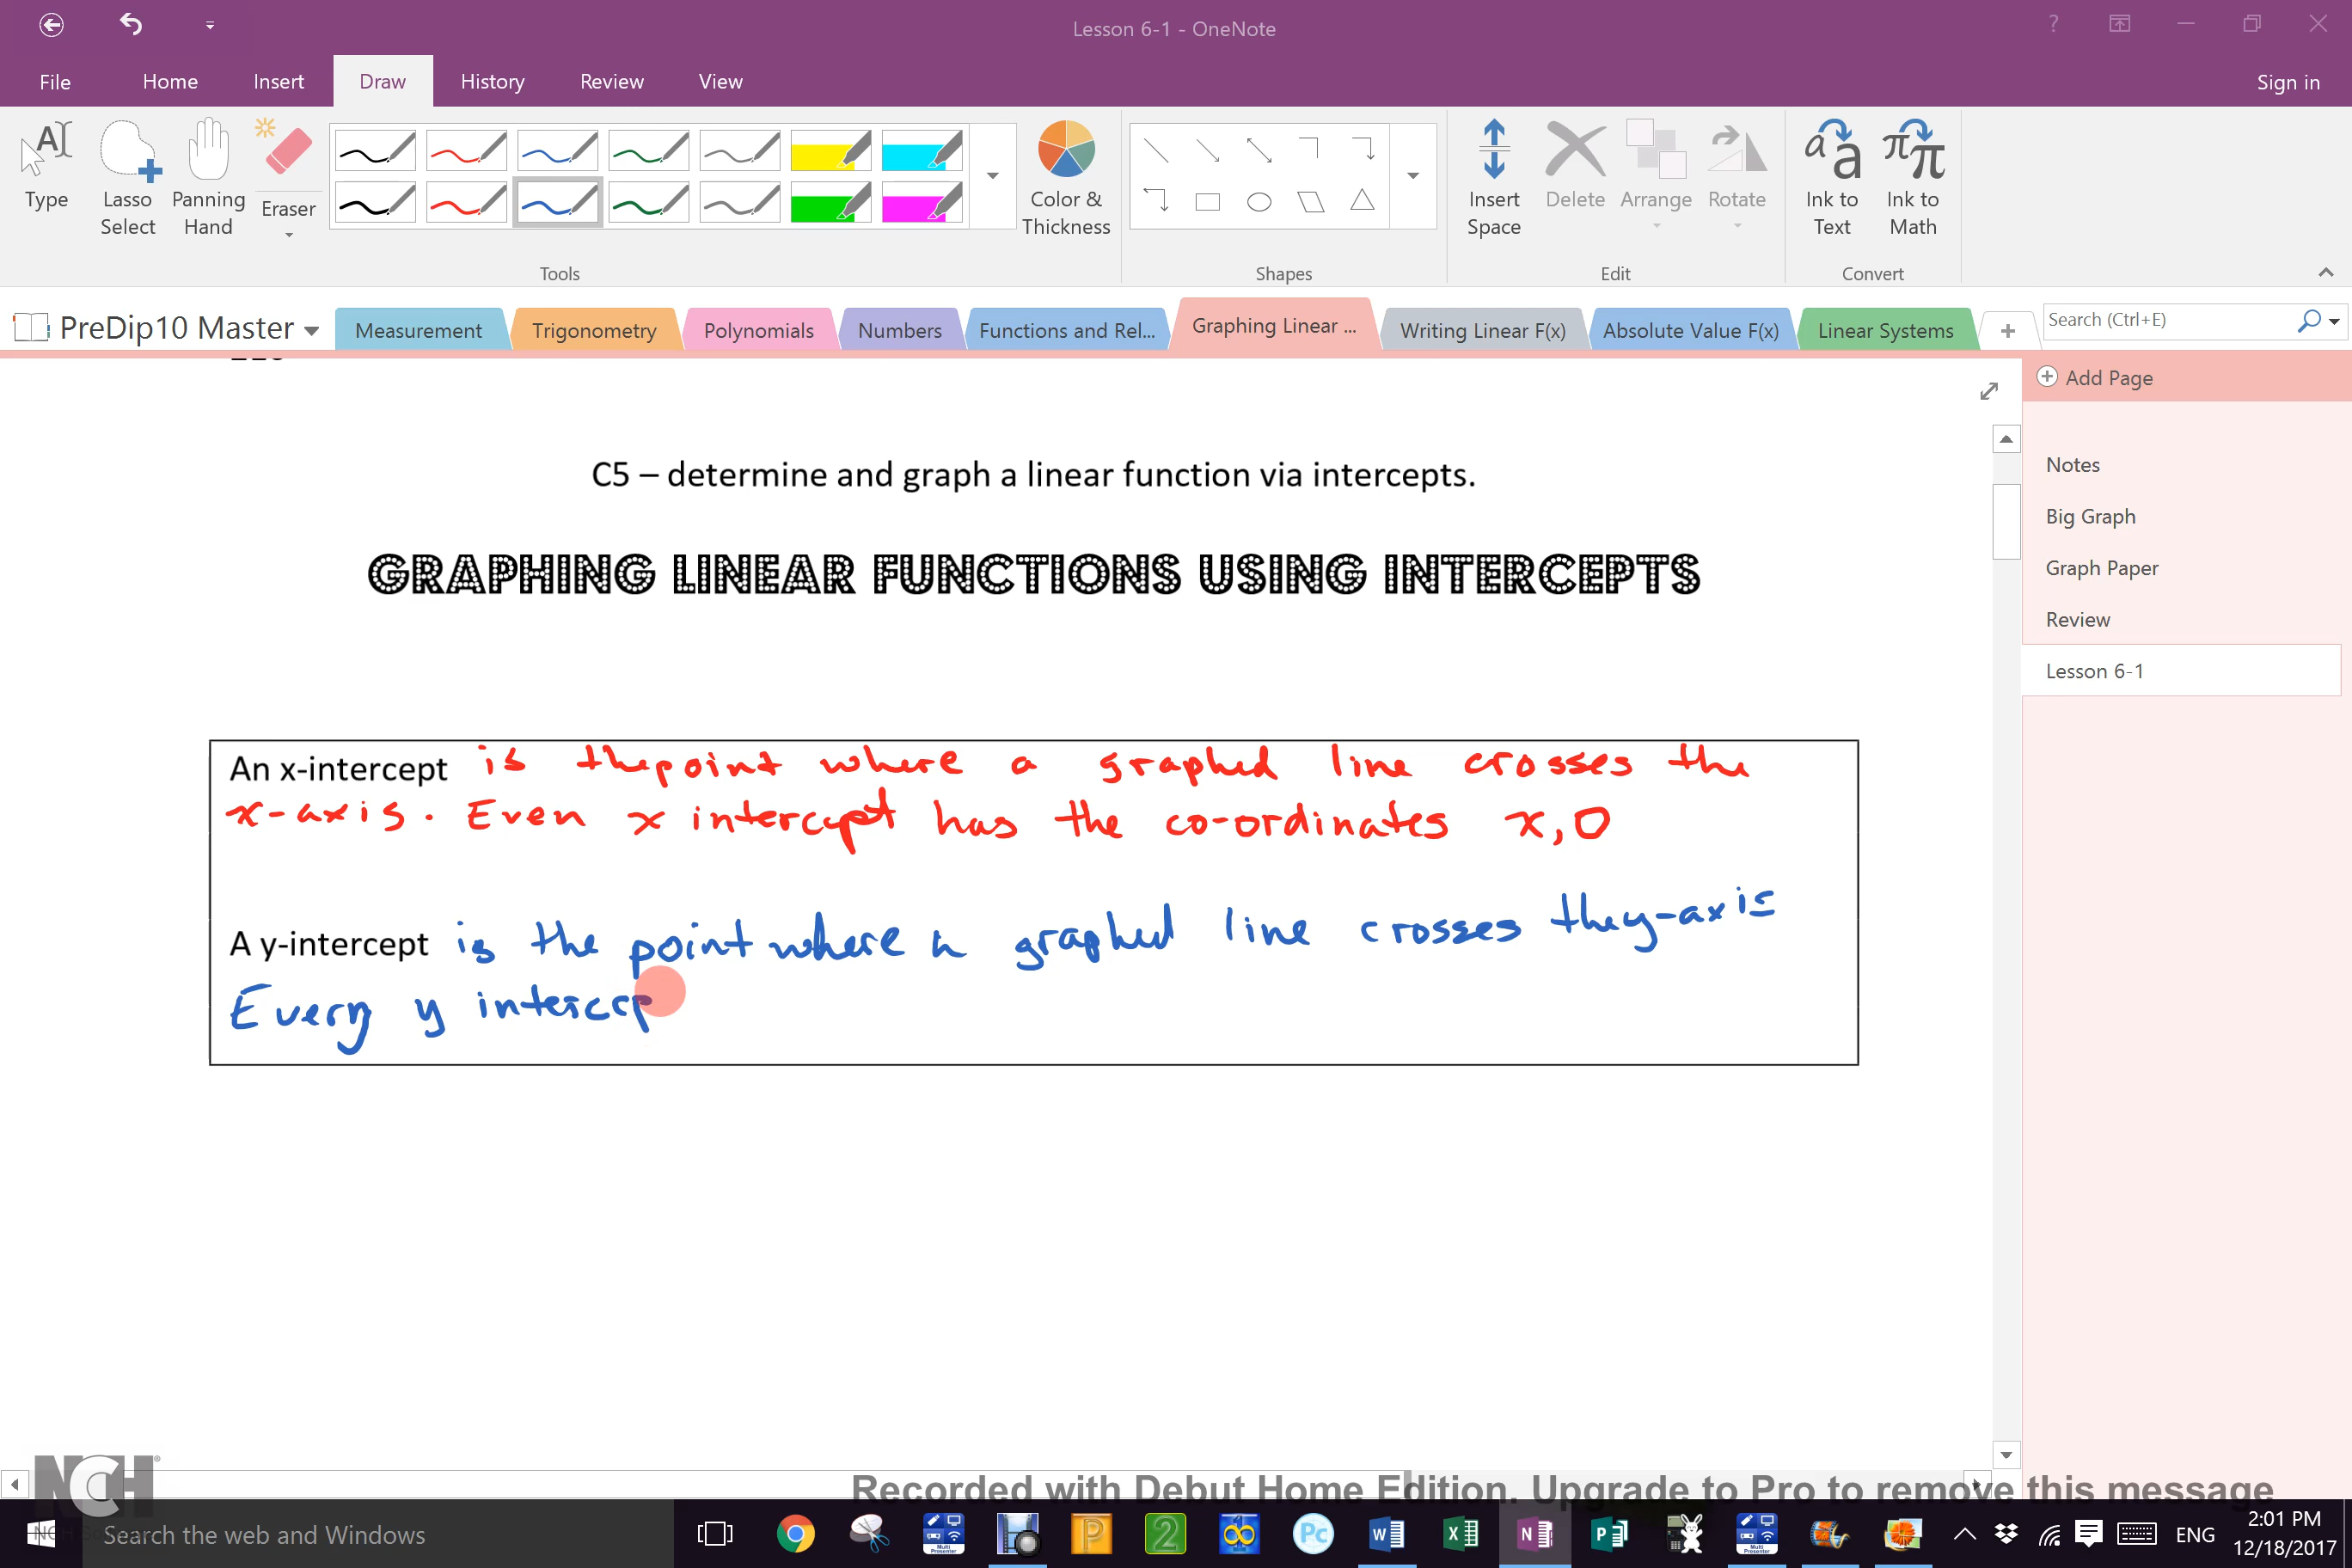 Lesson 6-1 - OneNote
?
File Home Insert Draw History Review View Sign in
Type Lasso Select Panning Hand Eraser Color & Thickness Insert Space Delete Arrange Rotate Ink to Text Ink to Math
Tools Shapes Edit Convert
PreDip10 Master Measurement Trigonometry Polynomials Numbers Functions and Rel... Graphing Linear ... Writing Linear F(x) Absolute Value F(x) Linear Systems + Search (Ctrl+E)
Add Page
Notes
Big Graph
Graph Paper
Review
Lesson 6-1
C5 – determine and graph a linear function via intercepts.
GRAPHING LINEAR FUNCTIONS USING INTERCEPTS
An x-intercept is the point where a graphed line crosses the
x-axis. Even x intercept has the co-ordinates x,0
A y-intercept is the point where a graphed line crosses the y-axis
Every y intercep
NCH
Recorded with Debut Home Edition. Upgrade to Pro to remove this message
Search the web and Windows
ENG
2:01 PM
12/18/2017